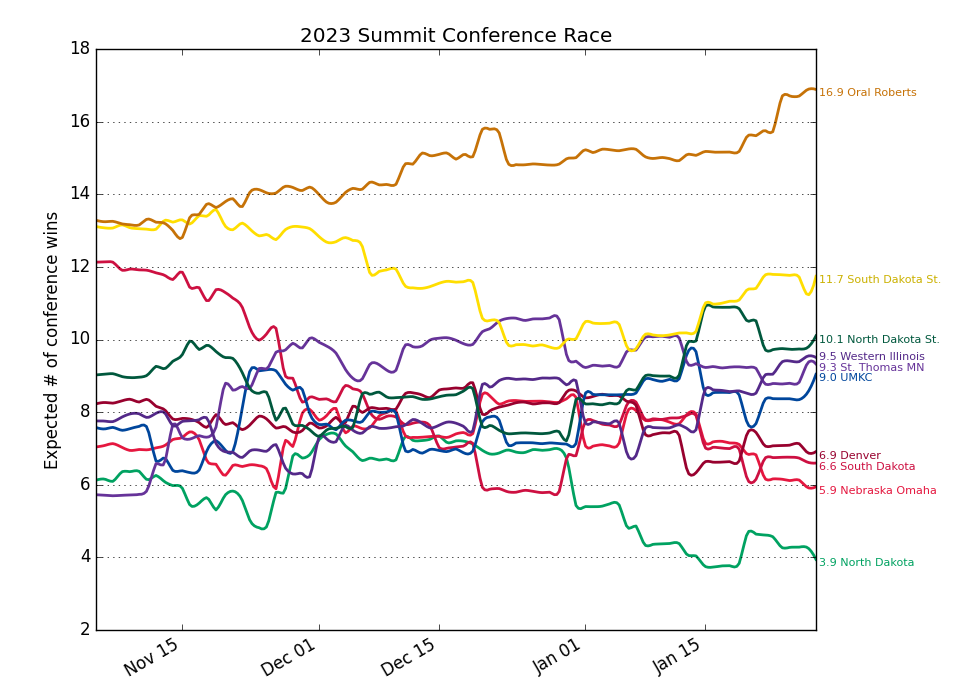 2023 Summit Conference Race
Expected # of conference wins
18
16
14
12
10
8
6
4
2
Nov 15
Dec 01
Dec 15
Jan 01
Jan 15
16.9 Oral Roberts
11.7 South Dakota St.
10.1 North Dakota St.
9.5 Western Illinois
9.3 St. Thomas MN
9.0 UMKC
6.9 Denver
6.6 South Dakota
5.9 Nebraska Omaha
3.9 North Dakota